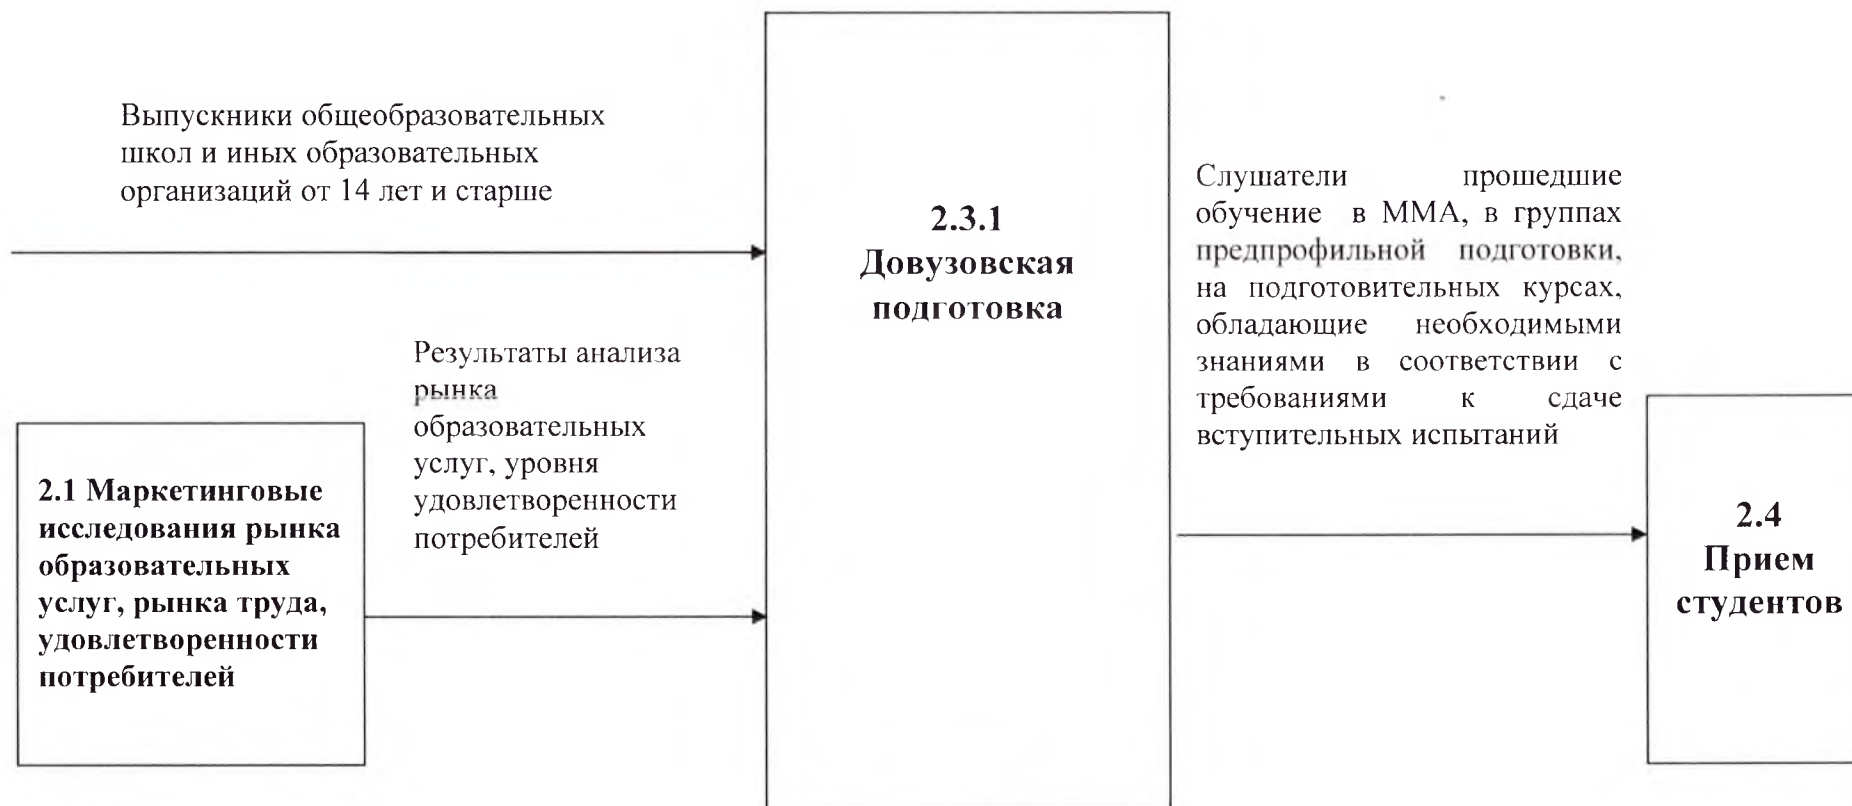 Выпускники общеобразовательных
школ и иных образовательных
организаций от 14 лет и старше
2.1 Маркетинговые
исследования рынка
образовательных
услуг, рынка труда,
удовлетворенности
потребителей
Результаты анализа
рынка
образовательных
услуг, уровня
удовлетворенности
потребителей
2.3.1
Довузовская
подготовка
Слушатели прошедшие
обучение в ММА, в группах
предпрофильной подготовки,
на подготовительных курсах,
обладающие необходимыми
знаниями в соответствии с
требованиями к сдаче
вступительных испытаний
2.4
Прием
студентов